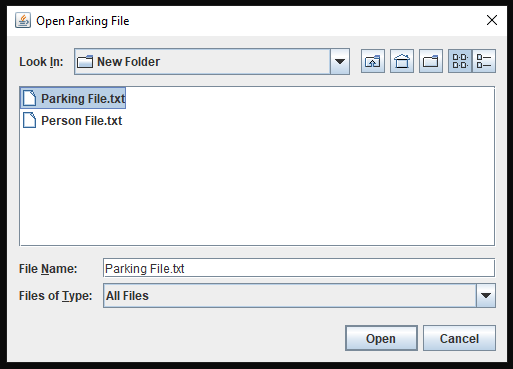 Open Parking File
Look In: New Folder
Parking File.txt
Person File.txt
File Name: Parking File.txt
Files of Type: All Files
Open Cancel